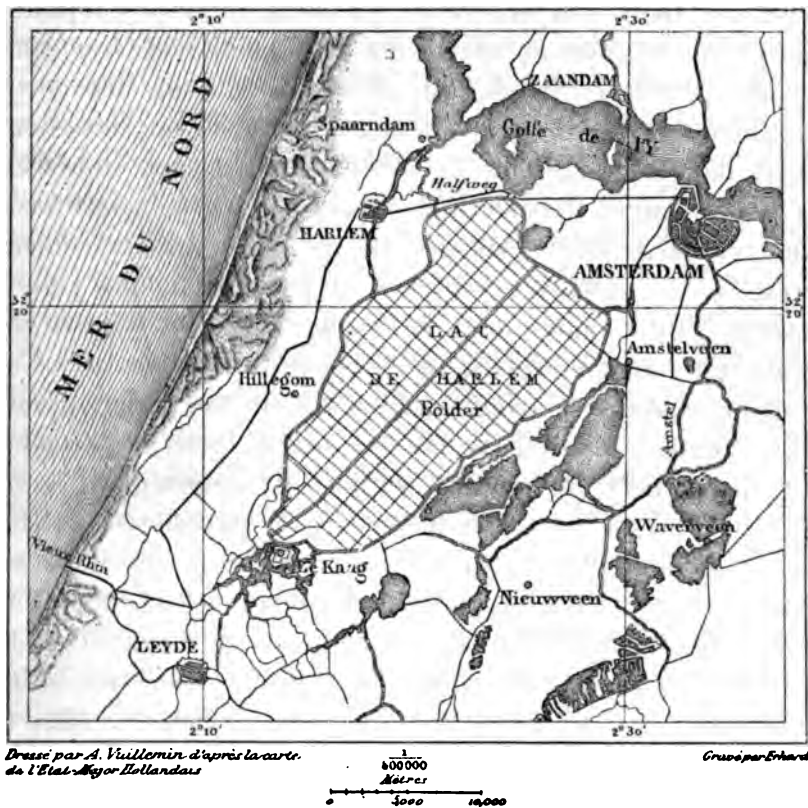 2° 10'
2° 30'
ZAANDAM
Spaarndam
Golfe de l'Y
Halfweg
HARLEM
AMSTERDAM
MER DU NORD
52°
20'
52°
20'
LAC
DE HARLEM
Polder
Amstelveen
Hillegom
Amstel
Waverveen
Vieux Rhin
Le Kaag
Nieuwveen
LEYDE
2° 10'
2° 30'
Dressé par A. Vuillemin d'après la carte
de l'Etat-Major Hollandais
Gravé par Erhard
1
400000
Mètres
0 5000 10,000